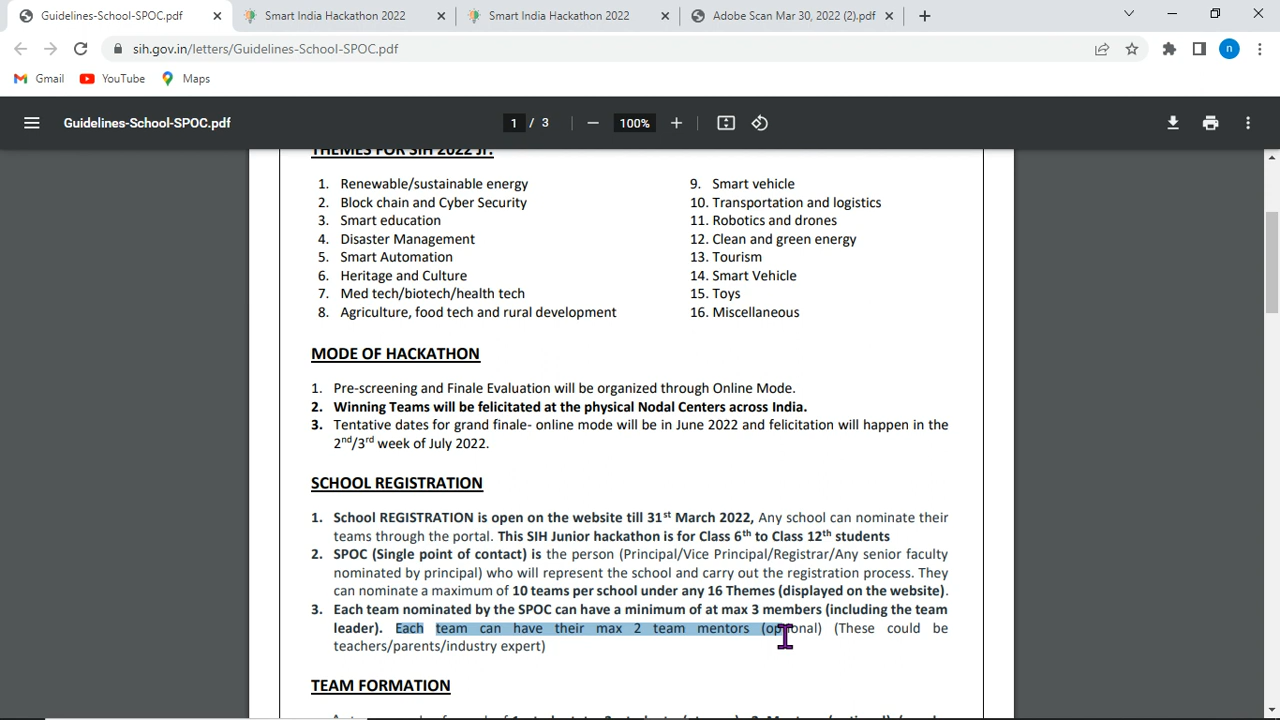 Guidelines-School-SPOC.pdf
Smart India Hackathon 2022
Smart India Hackathon 2022
Adobe Scan Mar 30, 2022 (2).pdf
sih.gov.in/letters/Guidelines-School-SPOC.pdf
n
Gmail
YouTube
Maps
Guidelines-School-SPOC.pdf
1 / 3
100%
THEMES FOR SIH 2022 Jr:
1. Renewable/sustainable energy
2. Block chain and Cyber Security
3. Smart education
4. Disaster Management
5. Smart Automation
6. Heritage and Culture
7. Med tech/biotech/health tech
8. Agriculture, food tech and rural development
9. Smart vehicle
10. Transportation and logistics
11. Robotics and drones
12. Clean and green energy
13. Tourism
14. Smart Vehicle
15. Toys
16. Miscellaneous
MODE OF HACKATHON
1. Pre-screening and Finale Evaluation will be organized through Online Mode.
2. Winning Teams will be felicitated at the physical Nodal Centers across India.
3. Tentative dates for grand finale- online mode will be in June 2022 and felicitation will happen in the
2nd/3rd week of July 2022.
SCHOOL REGISTRATION
1. School REGISTRATION is open on the website till 31st March 2022, Any school can nominate their
teams through the portal. This SIH Junior hackathon is for Class 6th to Class 12th students
2. SPOC (Single point of contact) is the person (Principal/Vice Principal/Registrar/Any senior faculty
nominated by principal) who will represent the school and carry out the registration process. They
can nominate a maximum of 10 teams per school under any 16 Themes (displayed on the website).
3. Each team nominated by the SPOC can have a minimum of at max 3 members (including the team
leader). Each team can have their max 2 team mentors (optional) (These could be
teachers/parents/industry expert)
TEAM FORMATION